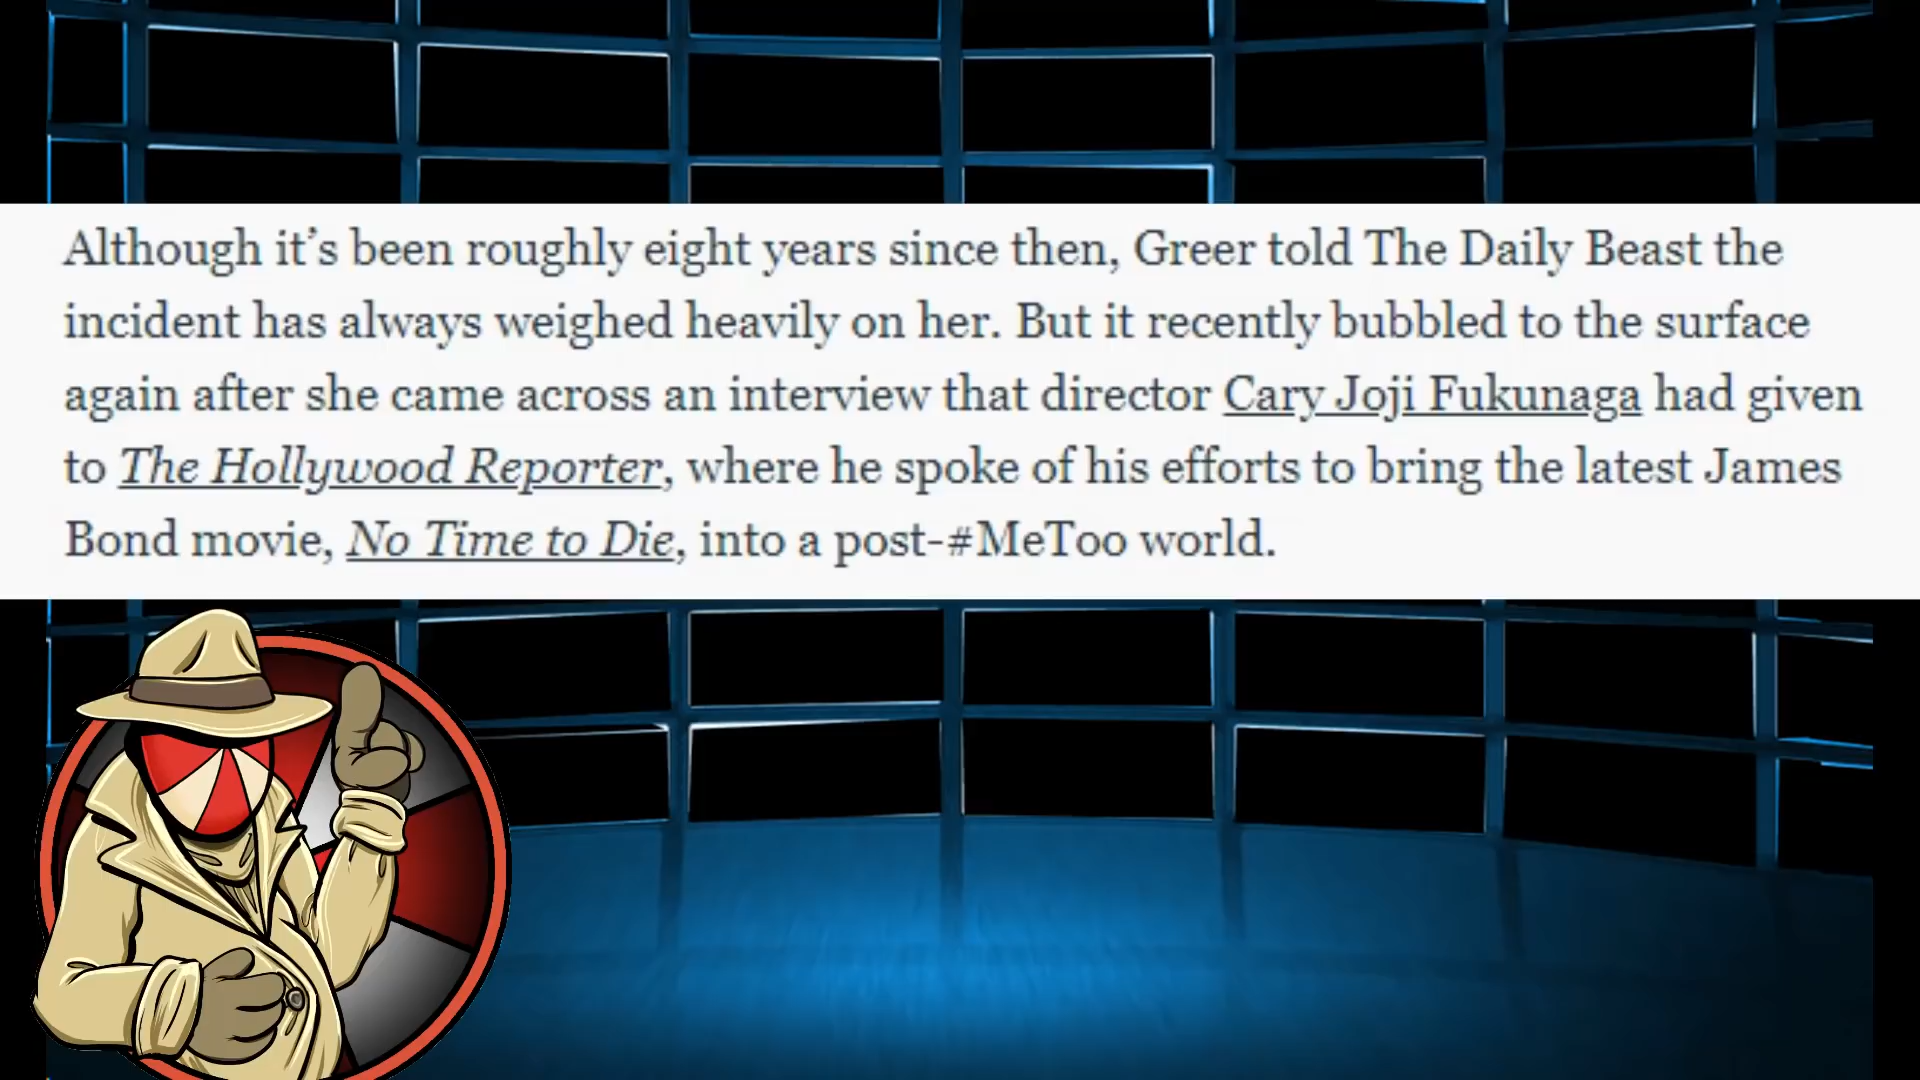 Although it’s been roughly eight years since then, Greer told The Daily Beast the
incident has always weighed heavily on her. But it recently bubbled to the surface
again after she came across an interview that director Cary Joji Fukunaga had given
to The Hollywood Reporter, where he spoke of his efforts to bring the latest James
Bond movie, No Time to Die, into a post-#MeToo world.